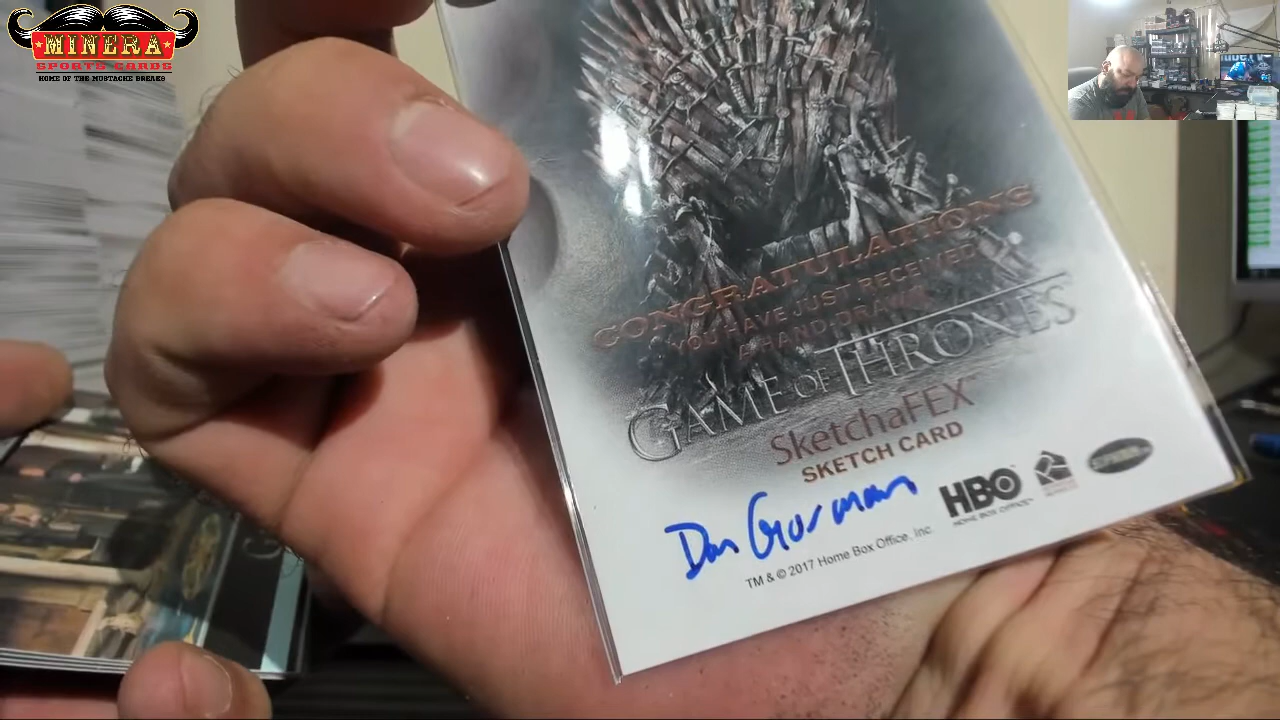 MINERA
SPORTS CARDS
HOME OF THE MUSTACHE BREAKS
CONGRATULATIONS
YOU HAVE JUST RECEIVED
A HAND DRAWN
GAME OF THRONES
SketchaFEX™
SKETCH CARD
Dan Gorman
HBO
HOME BOX OFFICE
TM & © 2017 Home Box Office, Inc.